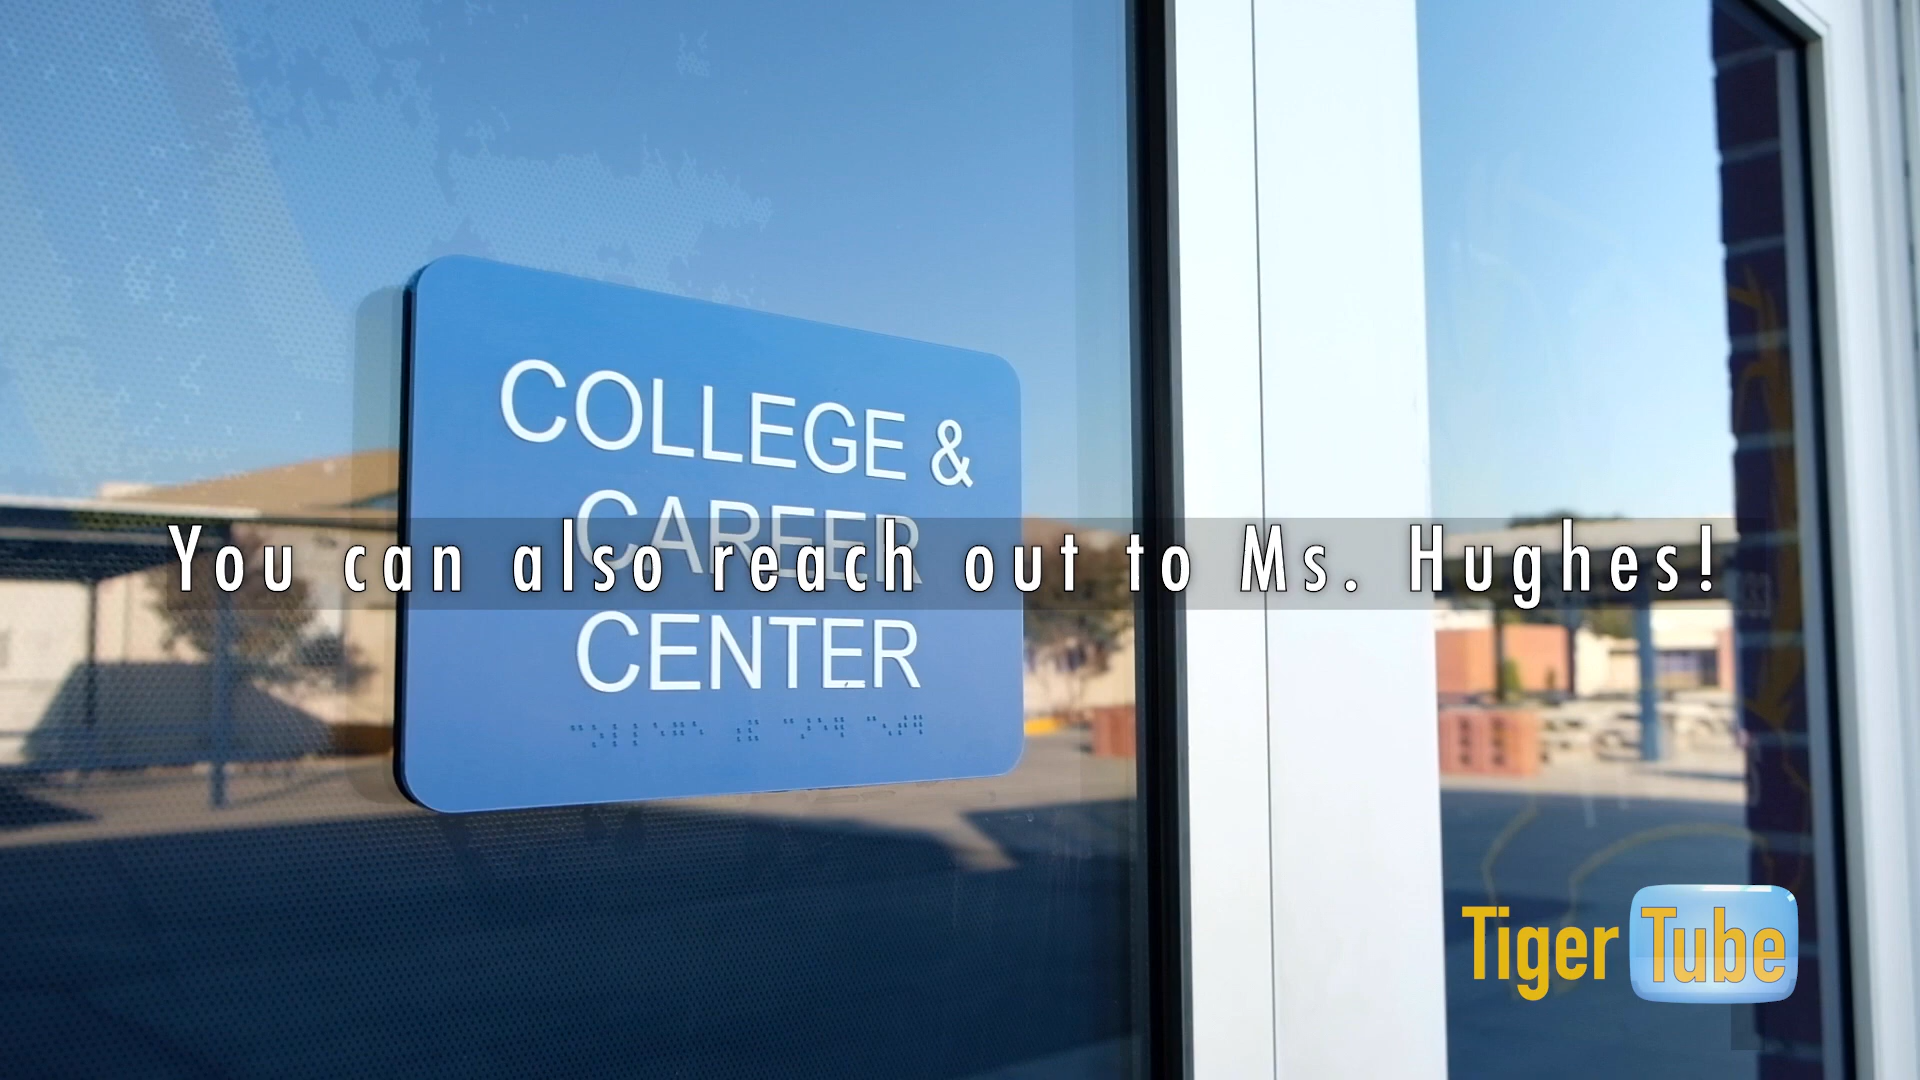 COLLEGE &
CAREER
You can also reach out to Ms. Hughes!
CENTER
Tiger Tube